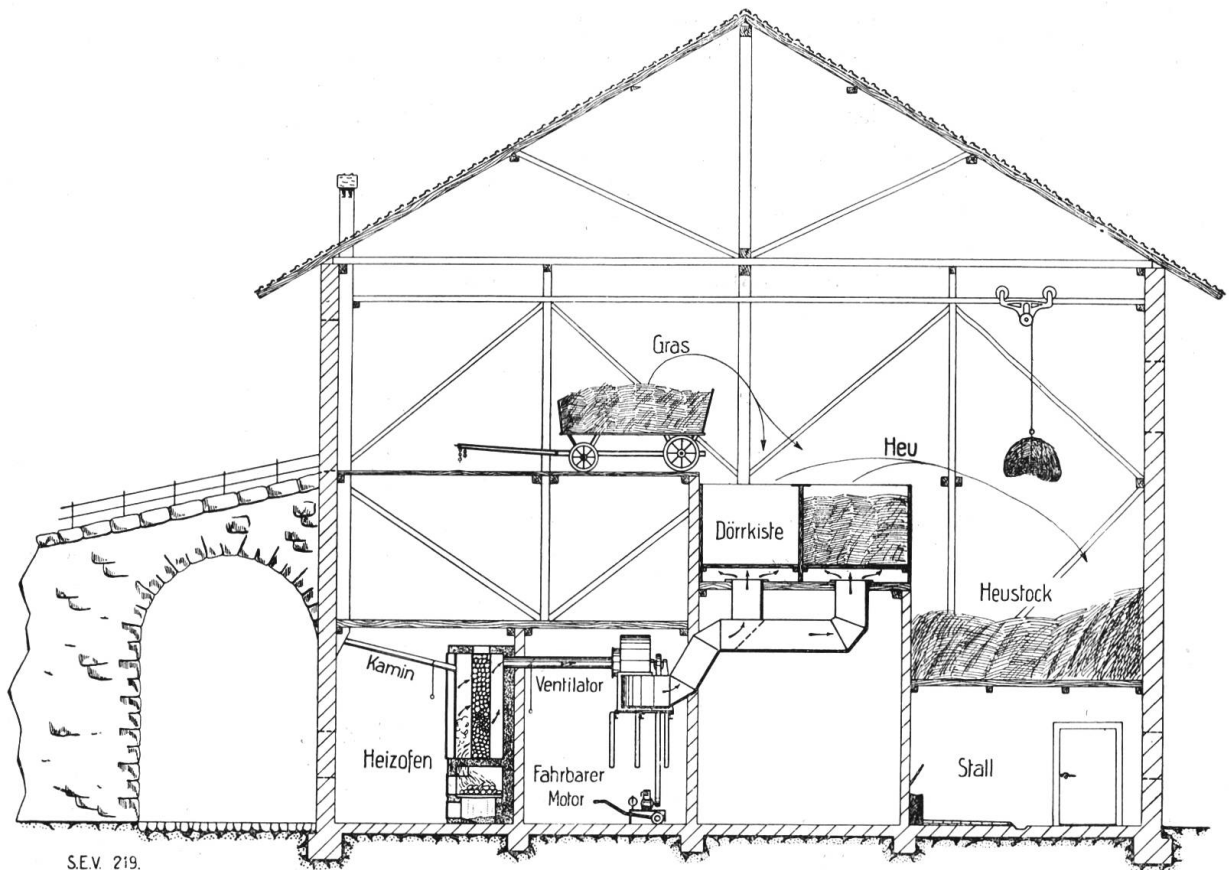 Gras
Heu
Dörrkiste
Heustock
Kamin
Ventilator
Heizofen
Fahrbarer
Motor
Stall
S.E.V. 219.